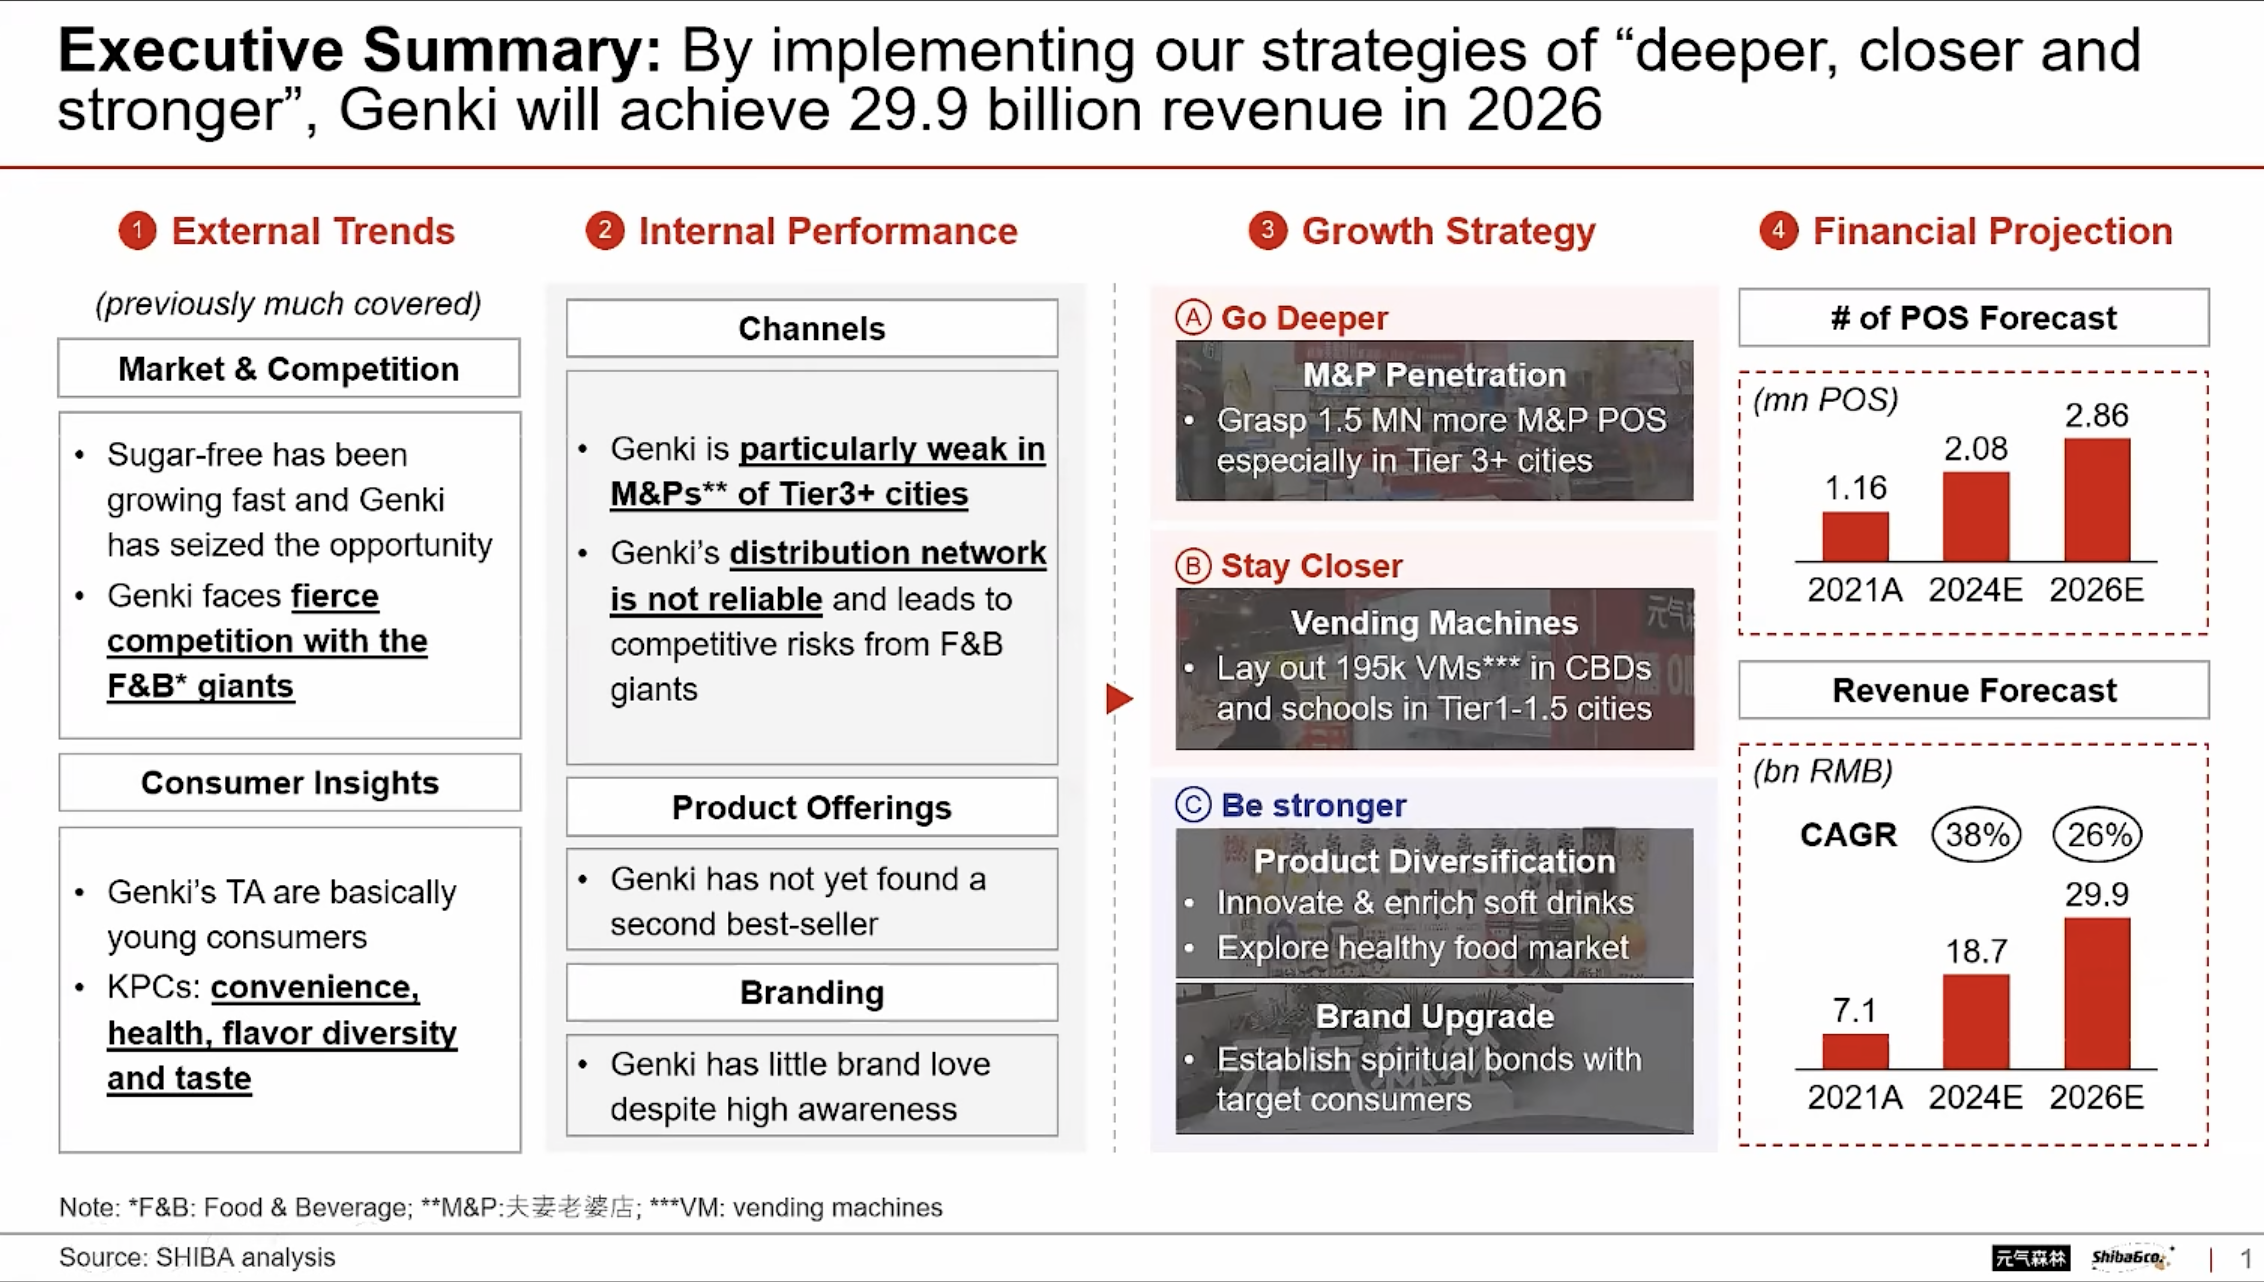 Executive Summary: By implementing our strategies of “deeper, closer and
stronger”, Genki will achieve 29.9 billion revenue in 2026
1 External Trends
(previously much covered)
Market & Competition
• Sugar-free has been
growing fast and Genki
has seized the opportunity
• Genki faces fierce
competition with the
F&B* giants
Consumer Insights
• Genki’s TA are basically
young consumers
• KPCs: convenience,
health, flavor diversity
and taste
2 Internal Performance
Channels
• Genki is particularly weak in
M&Ps** of Tier3+ cities
• Genki’s distribution network
is not reliable and leads to
competitive risks from F&B
giants
Product Offerings
• Genki has not yet found a
second best-seller
Branding
• Genki has little brand love
despite high awareness
3 Growth Strategy
A Go Deeper
M&P Penetration
• Grasp 1.5 MN more M&P POS
especially in Tier 3+ cities
B Stay Closer
Vending Machines
• Lay out 195k VMs*** in CBDs
and schools in Tier1-1.5 cities
元气
C Be stronger
Product Diversification
• Innovate & enrich soft drinks
• Explore healthy food market
Brand Upgrade
• Establish spiritual bonds with
target consumers
元气森林
4 Financial Projection
# of POS Forecast
(mn POS)
1.16 2.08 2.86
2021A 2024E 2026E
Revenue Forecast
(bn RMB)
CAGR 38% 26%
7.1 18.7 29.9
2021A 2024E 2026E
Note: *F&B: Food & Beverage; **M&P:夫妻老婆店; ***VM: vending machines
Source: SHIBA analysis
元气森林 Shiba&co. | 1